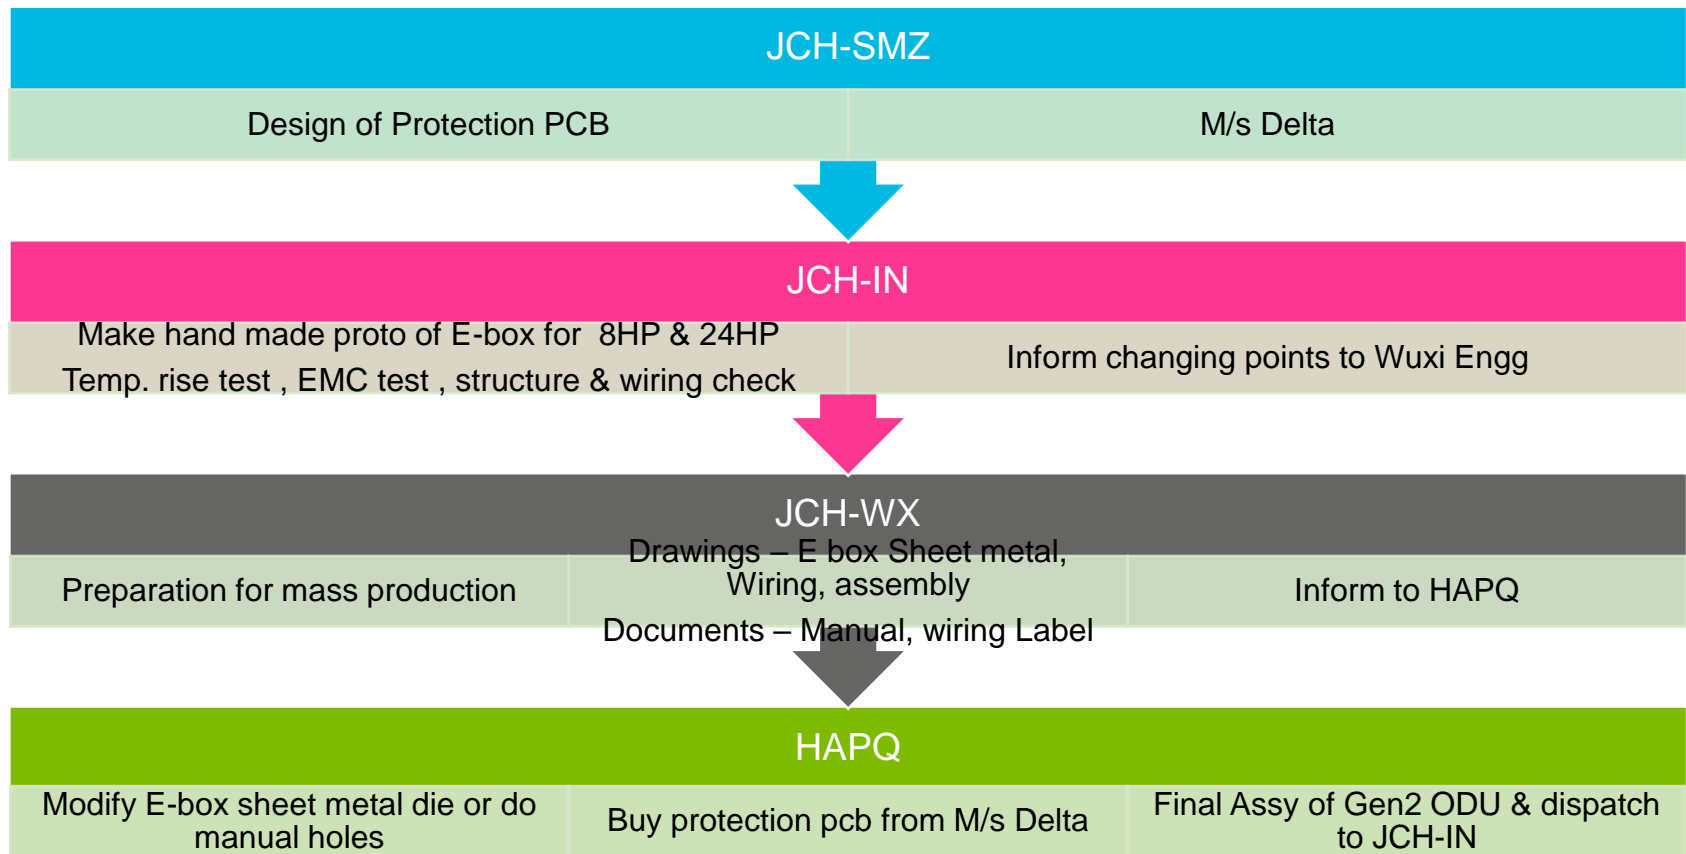 JCH-SMZ
Design of Protection PCB
M/s Delta
JCH-IN
Make hand made proto of E-box for  8HP & 24HP
Temp. rise test , EMC test , structure & wiring check
Inform changing points to Wuxi Engg
JCH-WX
Preparation for mass production
Drawings – E box Sheet metal,
Wiring, assembly
Documents – Manual, wiring Label
Inform to HAPQ
HAPQ
Modify E-box sheet metal die or do
manual holes
Buy protection pcb from M/s Delta
Final Assy of Gen2 ODU & dispatch
to JCH-IN